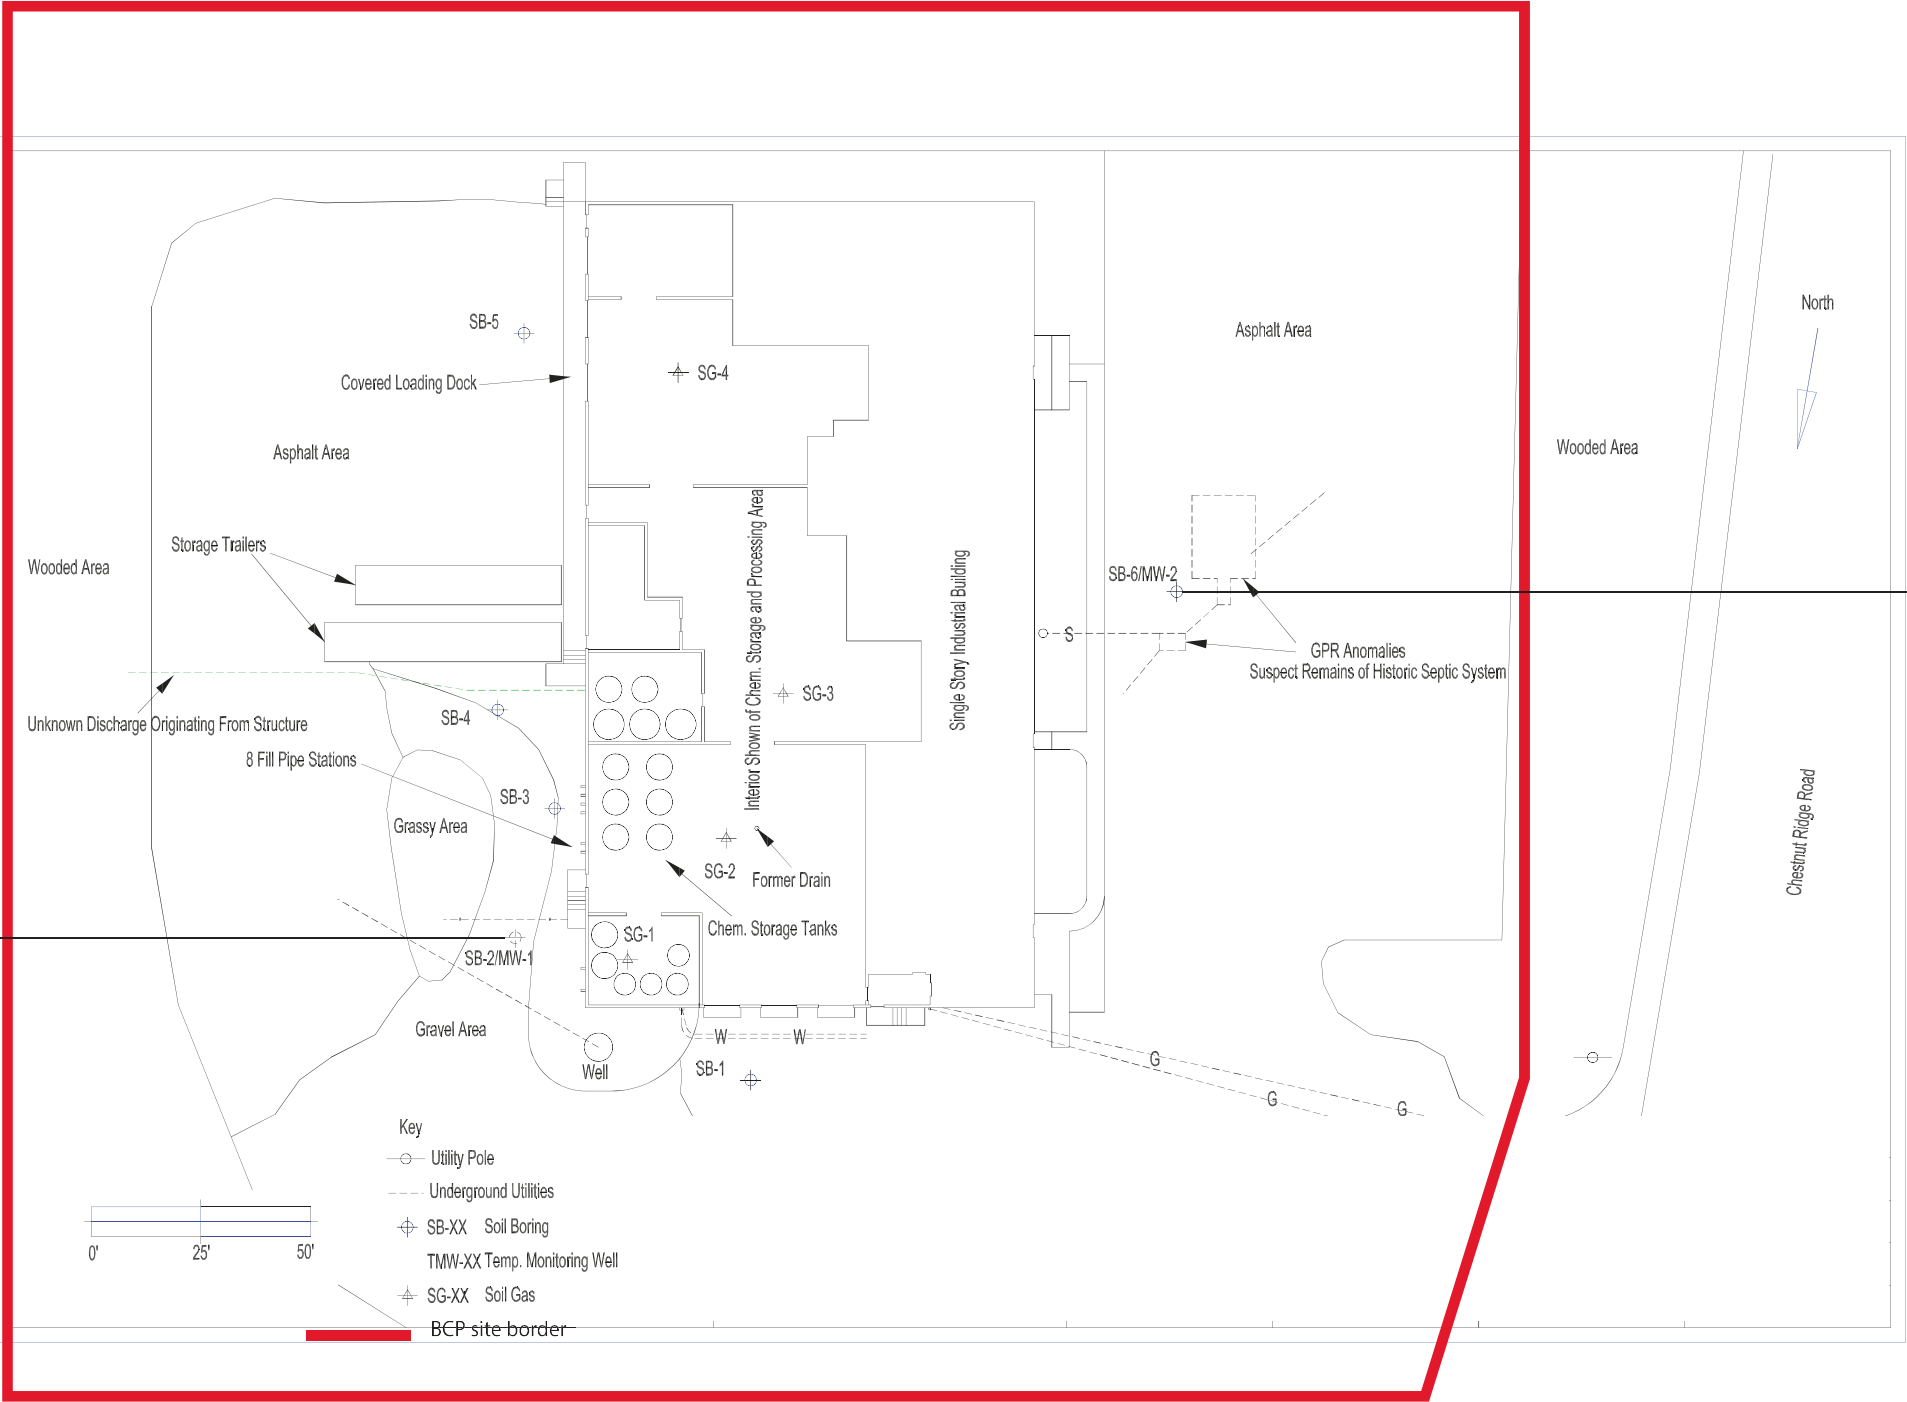 North
SB-5
Asphalt Area
SG-4
Covered Loading Dock
Asphalt Area
Wooded Area
Interior Shown of Chem. Storage and Processing Area
Single Story Industrial Building
Storage Trailers
Wooded Area
SB-6/MW-2
S
GPR Anomalies
Suspect Remains of Historic Septic System
SG-3
SB-4
Unknown Discharge Originating From Structure
8 Fill Pipe Stations
SB-3
Grassy Area
Chestnut Ridge Road
SG-2
Former Drain
Chem. Storage Tanks
SG-1
SB-2/MW-1
Gravel Area
W
W
Well
SB-1
G
G
G
Key
Utility Pole
Underground Utilities
SB-XX Soil Boring
TMW-XX Temp. Monitoring Well
SG-XX Soil Gas
BCP site border
0'
25'
50'